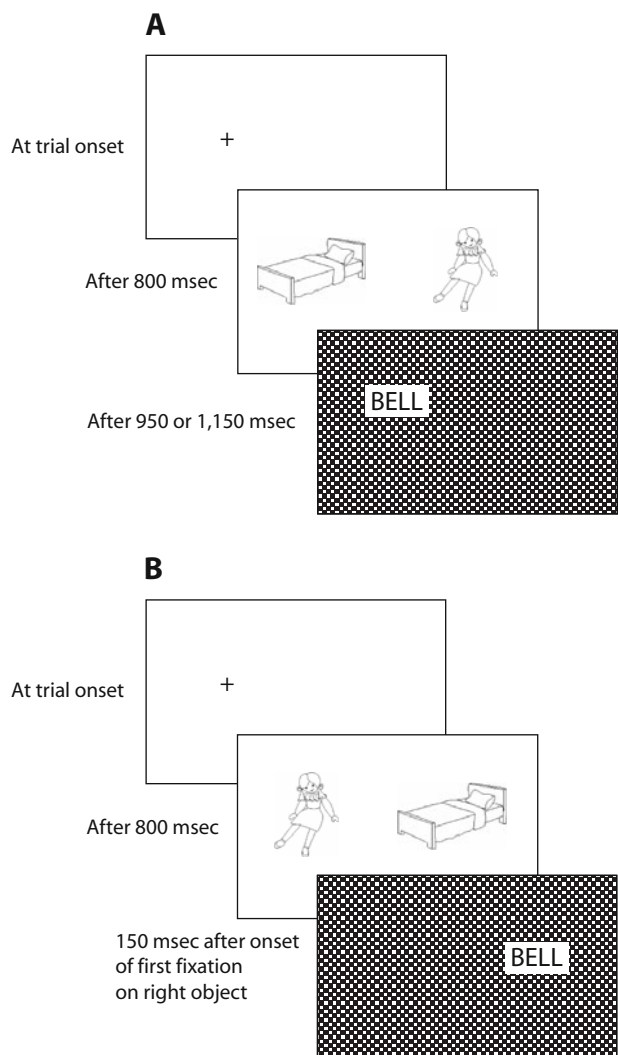 A
At trial onset
+
After 800 msec
After 950 or 1,150 msec
BELL
B
At trial onset
+
After 800 msec
150 msec after onset
of first fixation
on right object
BELL